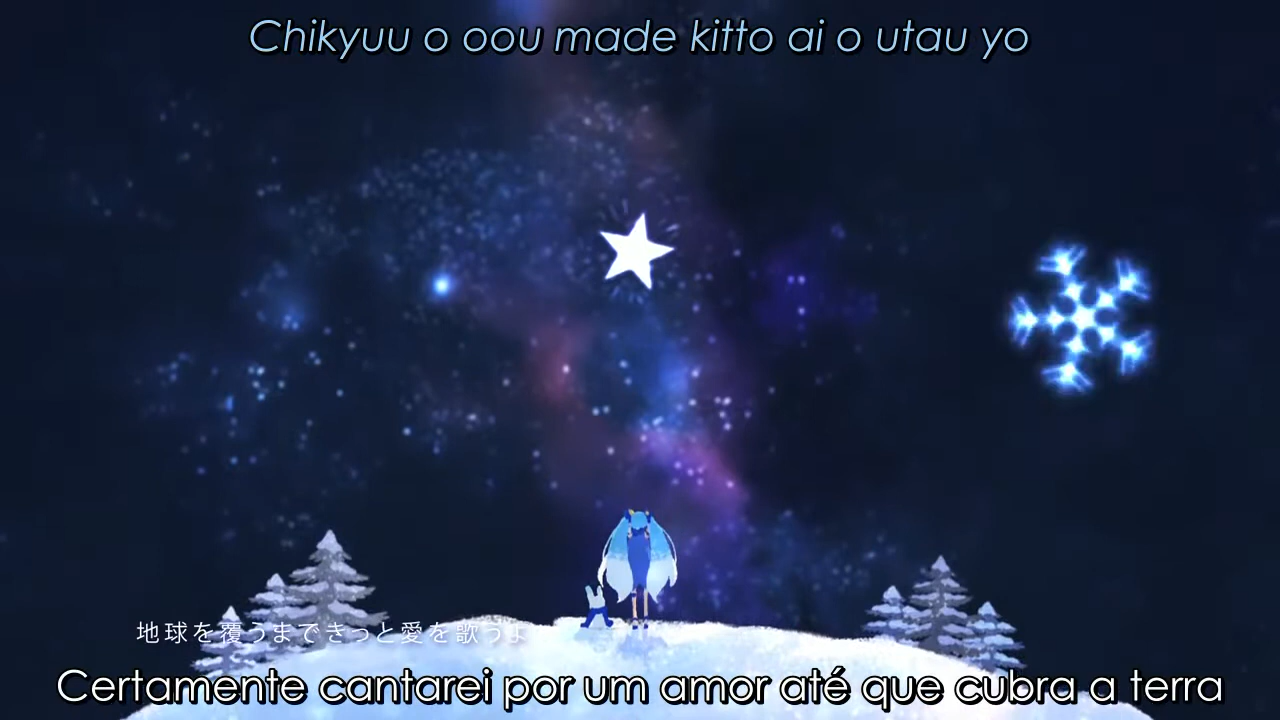 Chikyuu o oou made kitto ai o utau yo
地球を覆うまできっと愛を歌うよ
Certamente cantarei por um amor até que cubra a terra